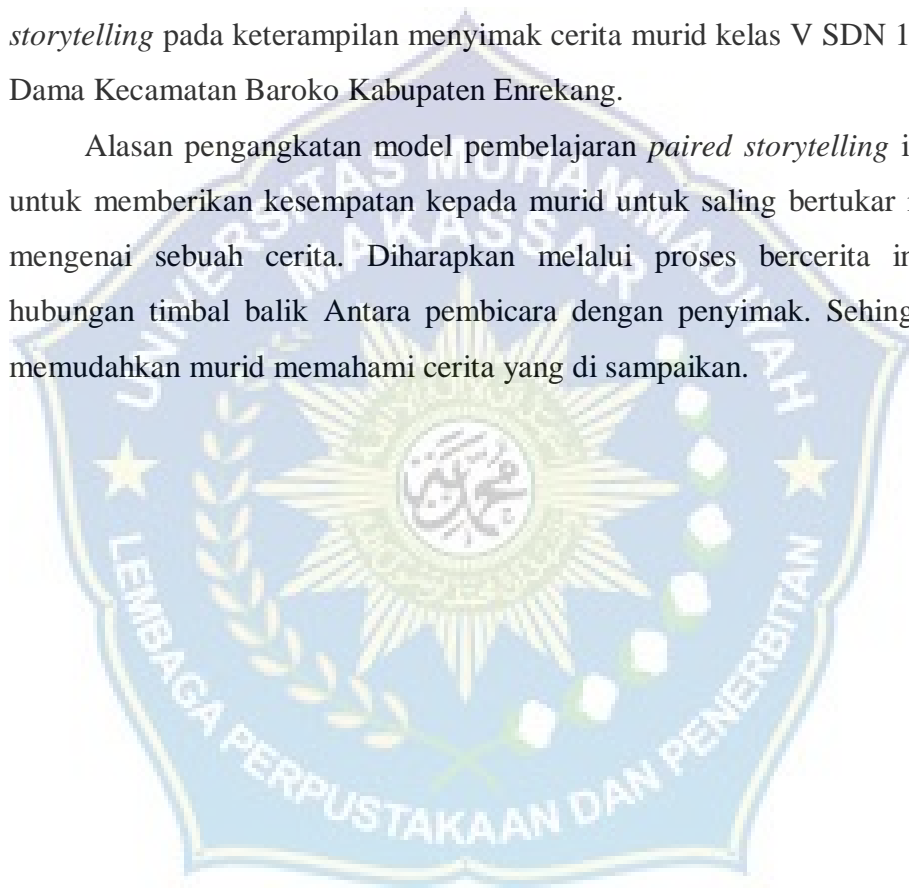 storytelling pada keterampilan menyimak cerita murid kelas V SDN 1
Dama Kecamatan Baroko Kabupaten Enrekang.
Alasan pengangkatan model pembelajaran paired storytelling
untuk memberikan kesempatan kepada murid untuk saling bertukar
mengenai sebuah cerita. Diharapkan melalui proses bercerita
hubungan timbal balik Antara pembicara dengan penyimak.
memudahkan murid memahami cerita yang di sampaikan.
UNIVERSITAS MUHAMMADIYAH
MAKASSAR
LEMBAGA PERPUSTAKAAN DAN PENERBITAN